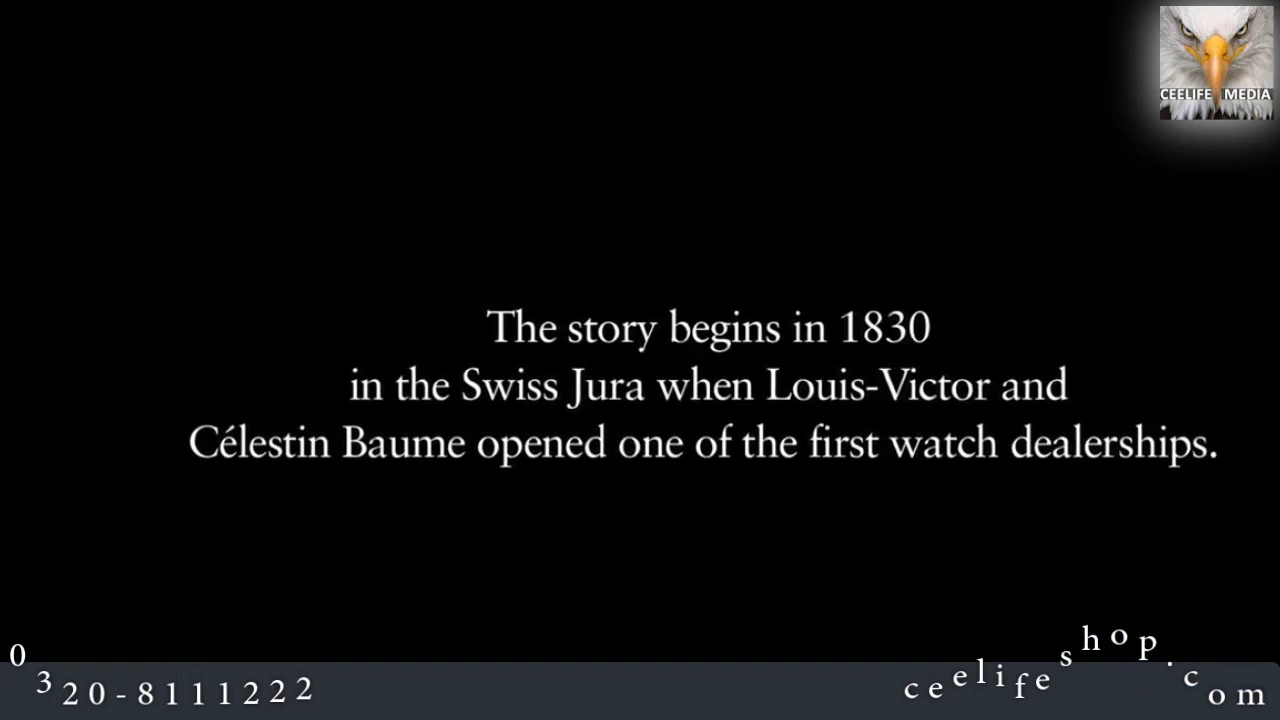 CEELIFE MEDIA
The story begins in 1830
in the Swiss Jura when Louis-Victor and
Célestin Baume opened one of the first watch dealerships.
0320-8111222
ceelifeshop.com